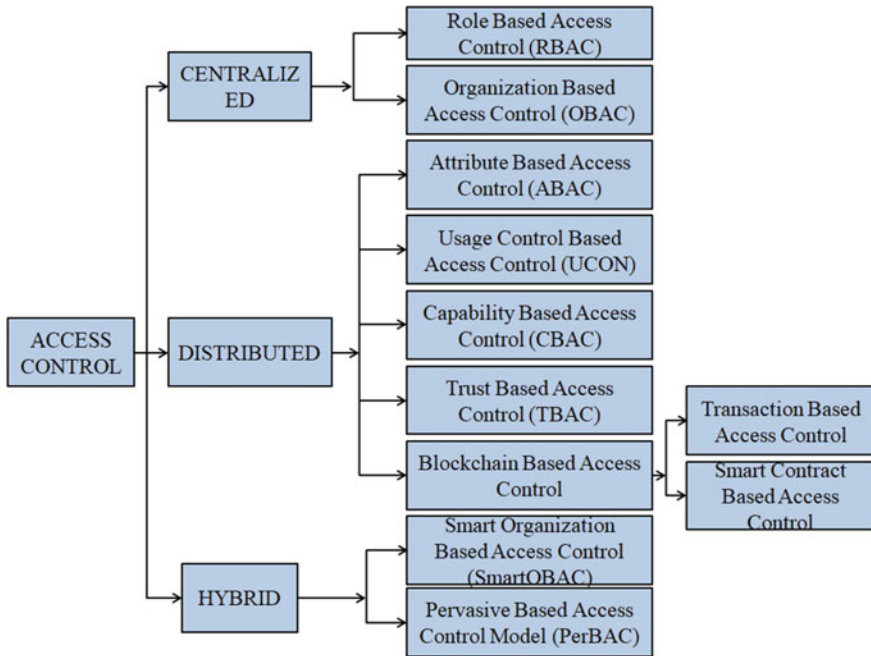 ACCESS
CONTROL
CENTRALIZ
ED
Role Based Access
Control (RBAC)
Organization Based
Access Control (OBAC)
DISTRIBUTED
Attribute Based Access
Control (ABAC)
Usage Control Based
Access Control (UCON)
Capability Based Access
Control (CBAC)
Trust Based Access
Control (TBAC)
Blockchain Based Access
Control
Transaction Based
Access Control
Smart Contract
Based Access
Control
HYBRID
Smart Organization
Based Access Control
(SmartOBAC)
Pervasive Based Access
Control Model (PerBAC)